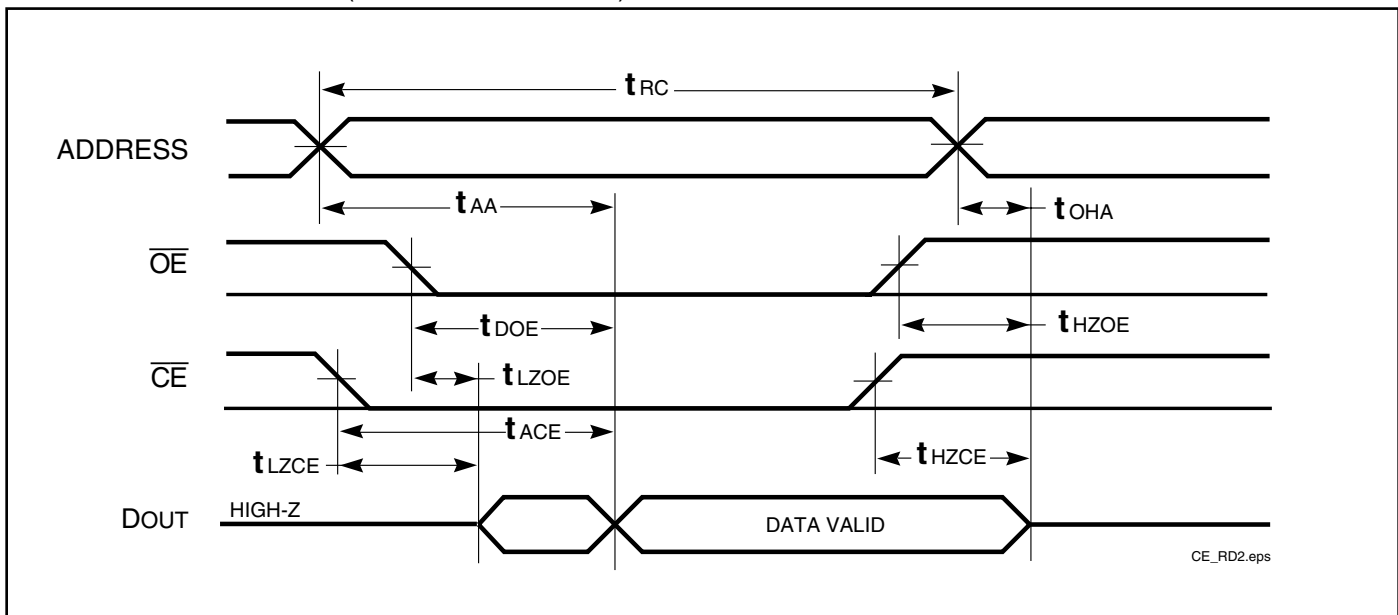 tRC
ADDRESS
tAA
tOHA
OE
tDOE
tHZOE
CE
tLZOE
tACE
tLZCE
tHZCE
DOUT
HIGH-Z
DATA VALID
CE_RD2.eps